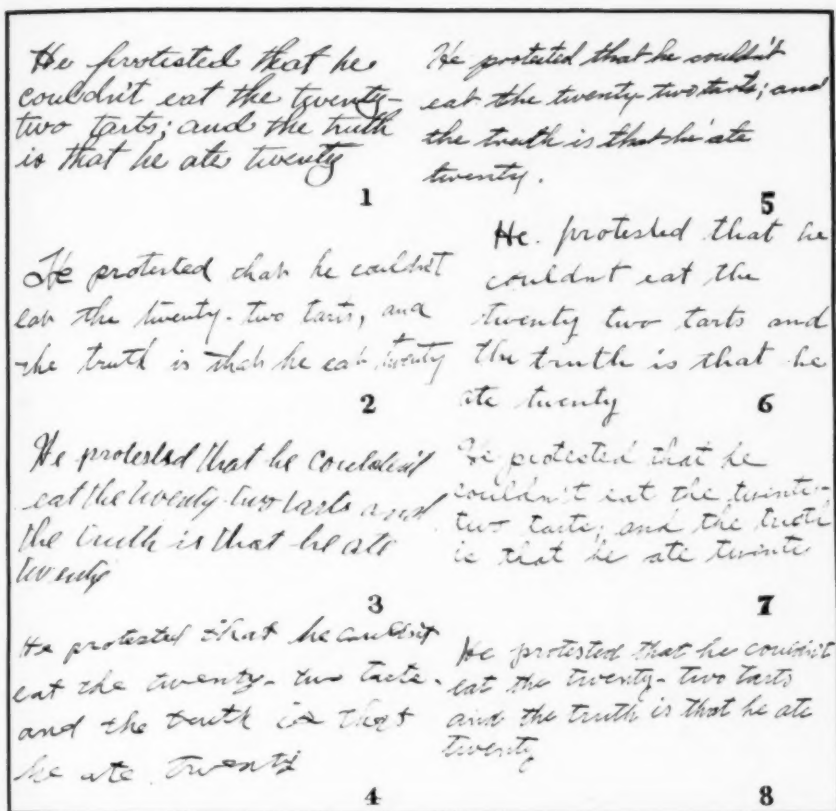 He protested that he
couldn't eat the twenty-
two tarts; and the truth
is that he ate twenty
1
He protested that he couldn't
eat the twenty-two tarts, and
the truth is that he eat twenty
2
He protested that he couldn't
eat the twenty-two tarts and
the truth is that he ate
twenty
3
He protested that he couldn't
eat the twenty-two tarts.
and the truth is that
he ate twenty
4
He protested that he couldn't
eat the twenty-two tarts; and
the truth is that he ate
twenty.
5
He. protested that he
couldn't eat the
twenty two tarts and
the truth is that he
ate twenty
6
He protested that he
couldn't eat the twinte-
two tarts; and the truth
is that he ate twinte
7
He protested that he couldn't
eat the twenty-two tarts
and the truth is that he ate
twenty
8